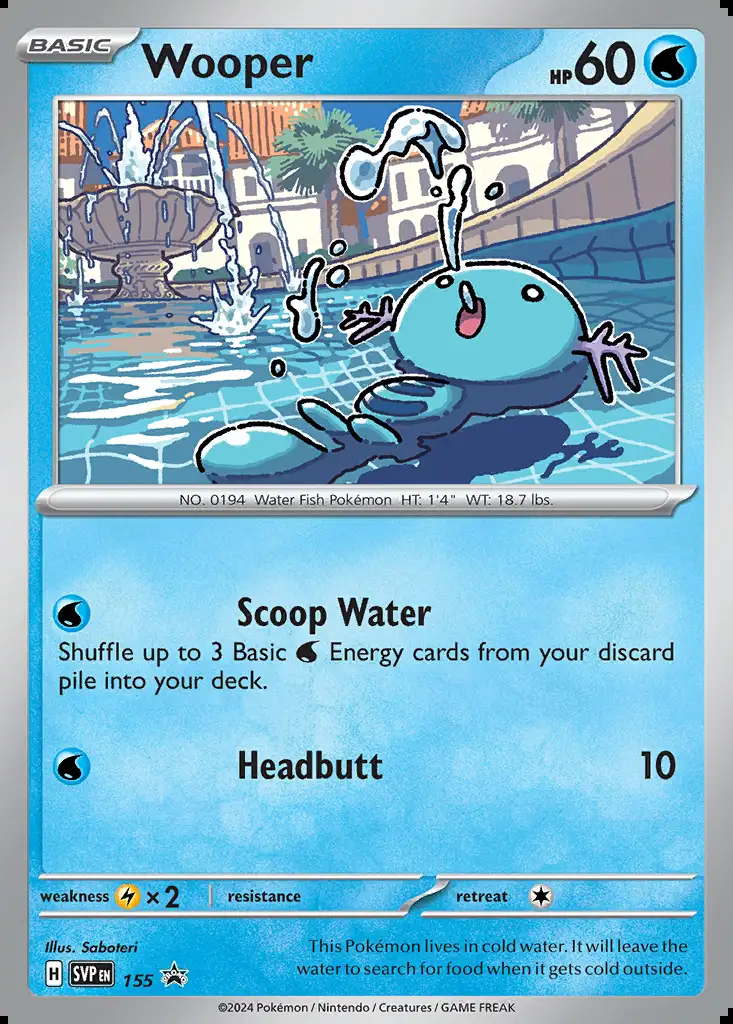 BASIC
Wooper
HP 60
NO. 0194 Water Fish Pokémon HT: 1'4" WT: 18.7 lbs.
Scoop Water
Shuffle up to 3 Basic Energy cards from your discard
pile into your deck.
Headbutt 10
weakness ×2 resistance retreat
Illus. Saboteri
This Pokémon lives in cold water. It will leave the
water to search for food when it gets cold outside.
H SVP EN 155 PROMO
©2024 Pokémon / Nintendo / Creatures / GAME FREAK